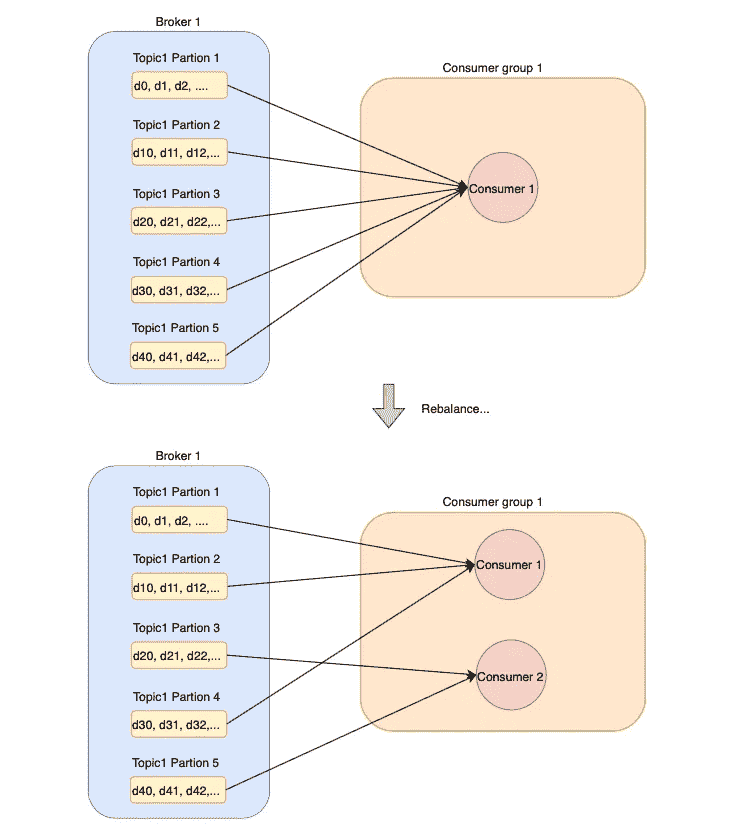 Broker 1
Topic1 Partion 1
d0, d1, d2, ....
Topic1 Partion 2
d10, d11, d12,...
Topic1 Partion 3
d20, d21, d22,...
Topic1 Partion 4
d30, d31, d32,...
Topic1 Partion 5
d40, d41, d42,...
Consumer group 1
Consumer 1
Rebalance...
Broker 1
Topic1 Partion 1
d0, d1, d2, ....
Topic1 Partion 2
d10, d11, d12,...
Topic1 Partion 3
d20, d21, d22,...
Topic1 Partion 4
d30, d31, d32,...
Topic1 Partion 5
d40, d41, d42,...
Consumer group 1
Consumer 1
Consumer 2